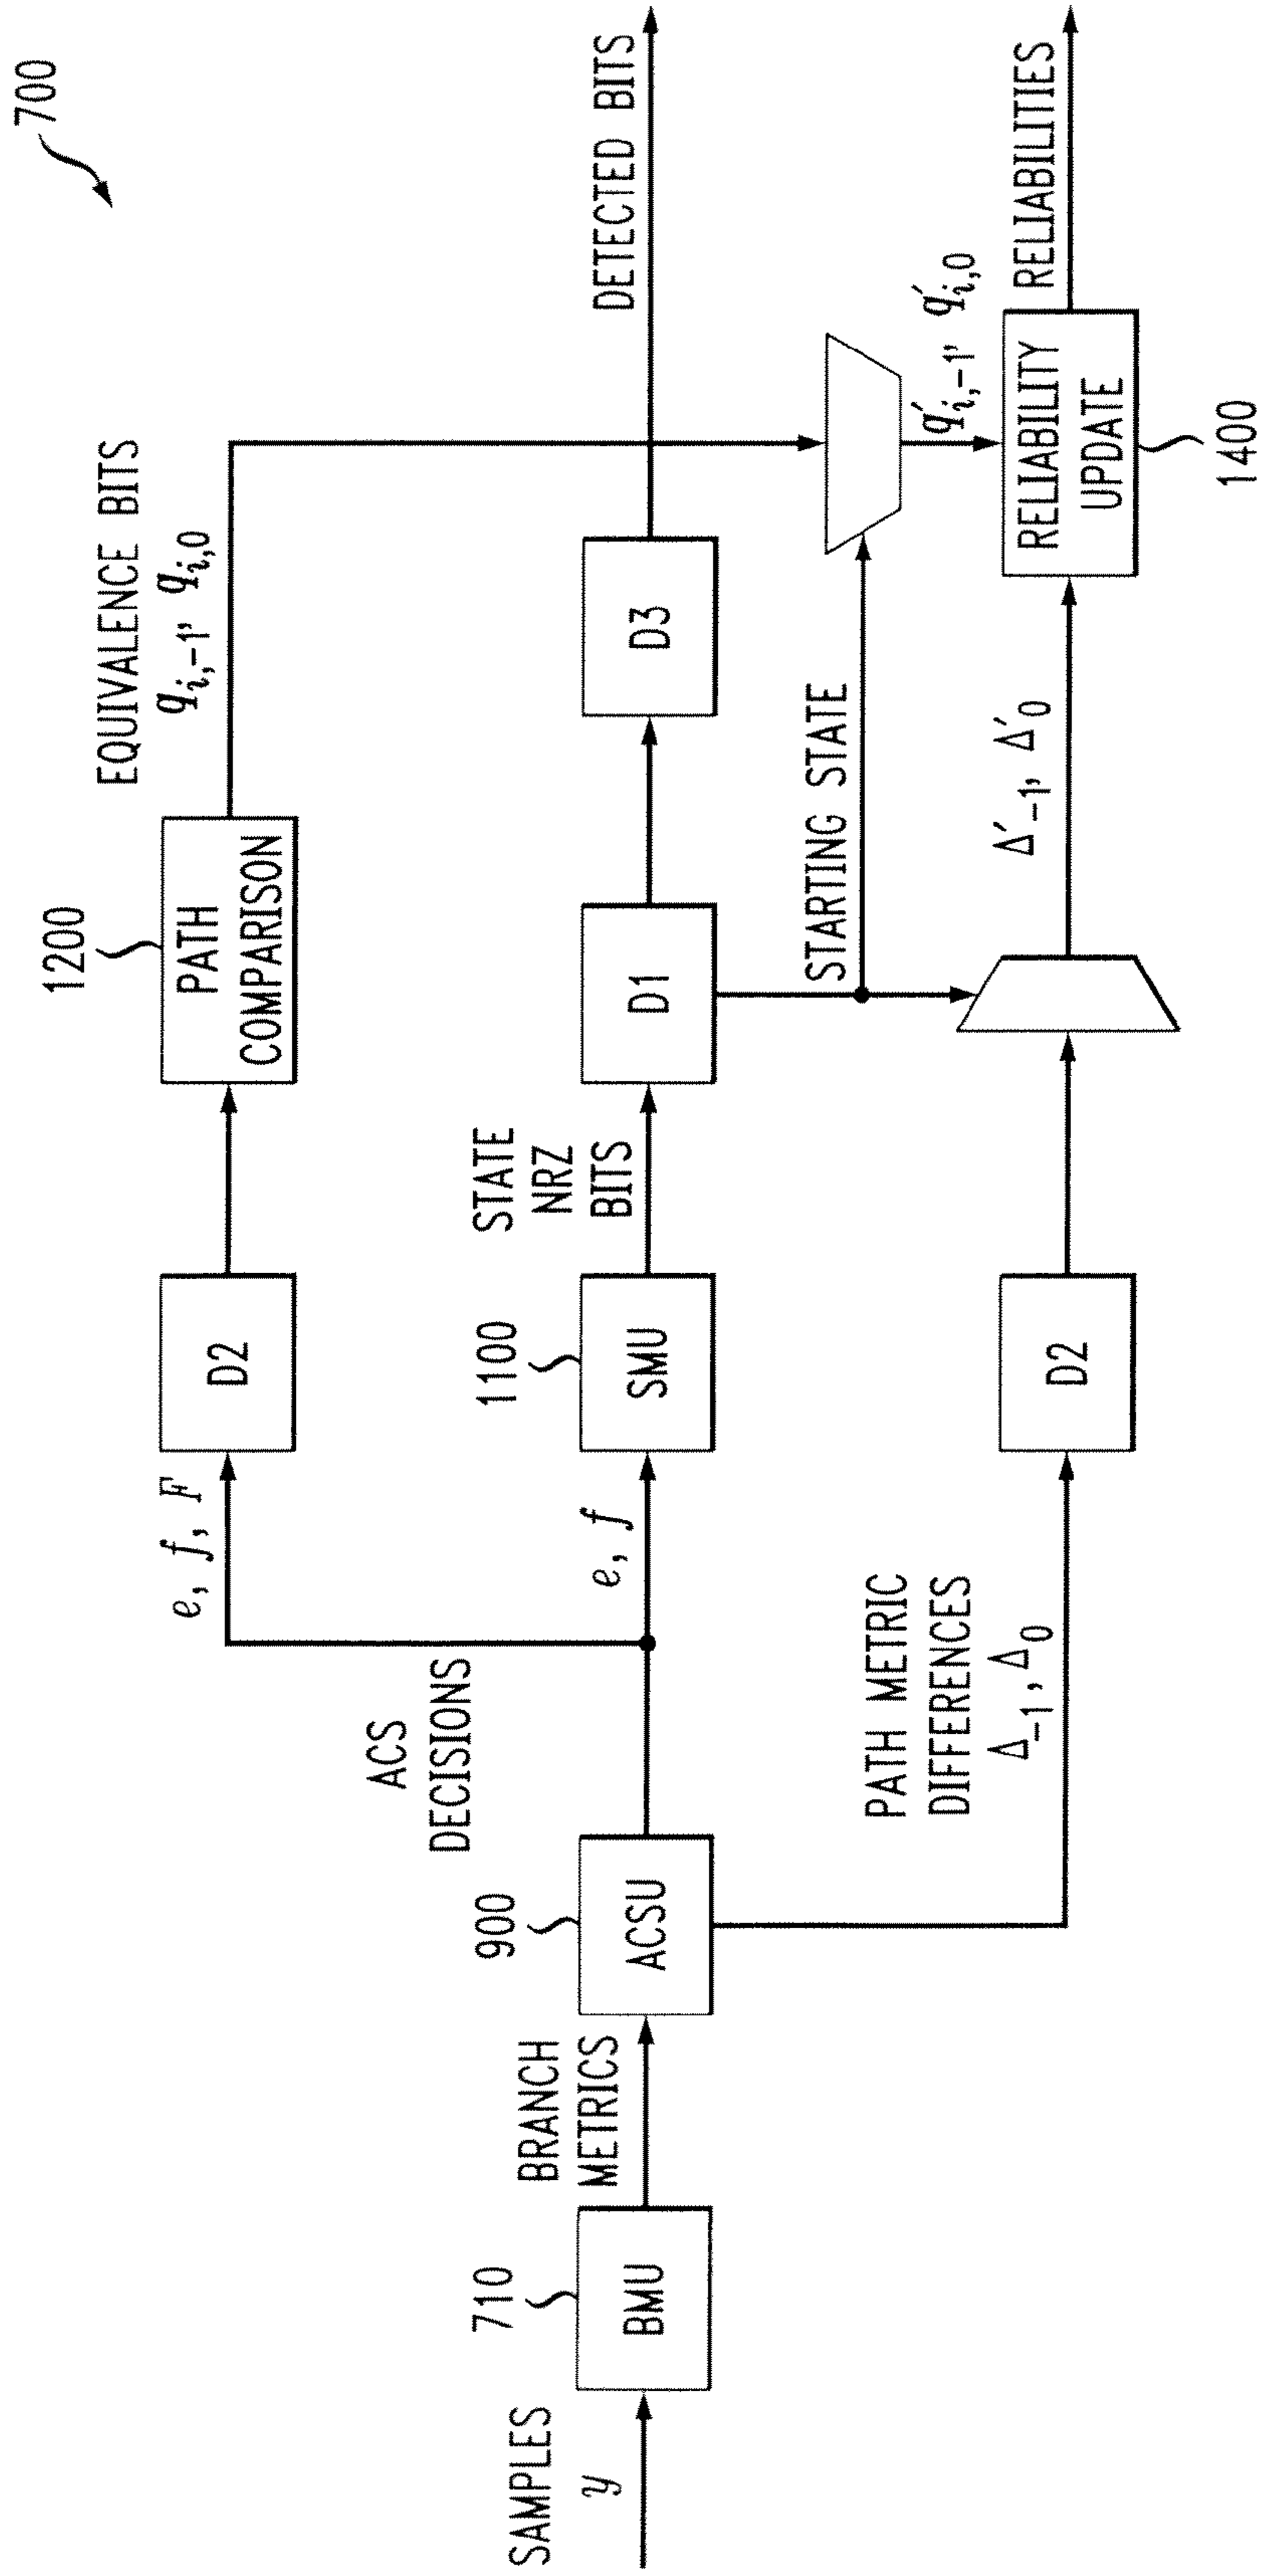 700
SAMPLES
y
710
BMU
BRANCH
METRICS
900
ACSU
ACS
DECISIONS
e, f, F
D2
1200
PATH
COMPARISON
EQUIVALENCE BITS
qi,−1, qi,0
e, f
1100
SMU
STATE
NRZ
BITS
D1
D3
DETECTED BITS
STARTING STATE
PATH METRIC
DIFFERENCES
Δ−1, Δ0
D2
Δ′−1, Δ′0
q′i,−1, q′i,0
RELIABILITY
UPDATE
1400
RELIABILITIES